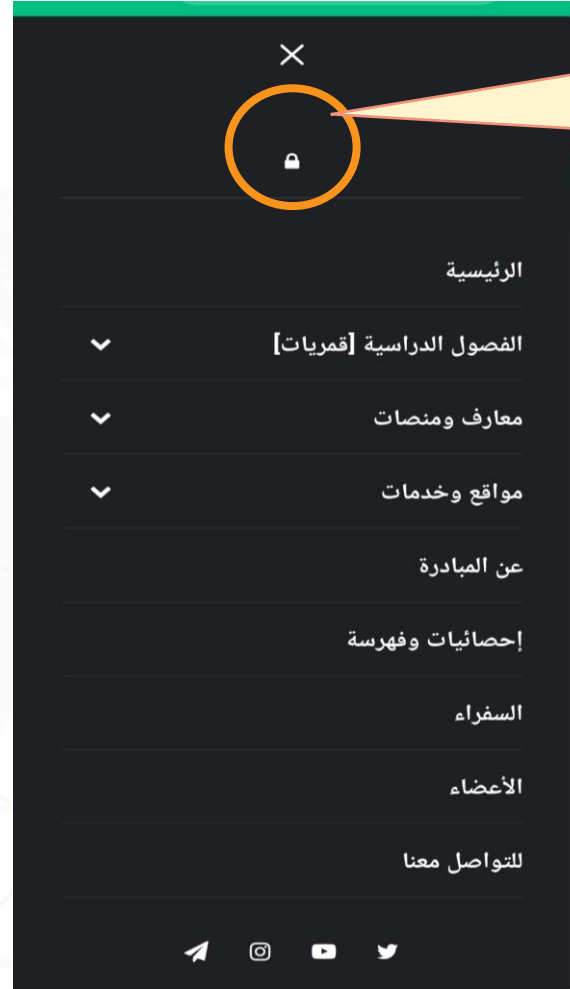 الرئيسية
الفصول الدراسية [قمريات]
معارف ومنصات
مواقع وخدمات
عن المبادرة
إحصائيات وفهرسة
السفراء
الأعضاء
للتواصل معنا